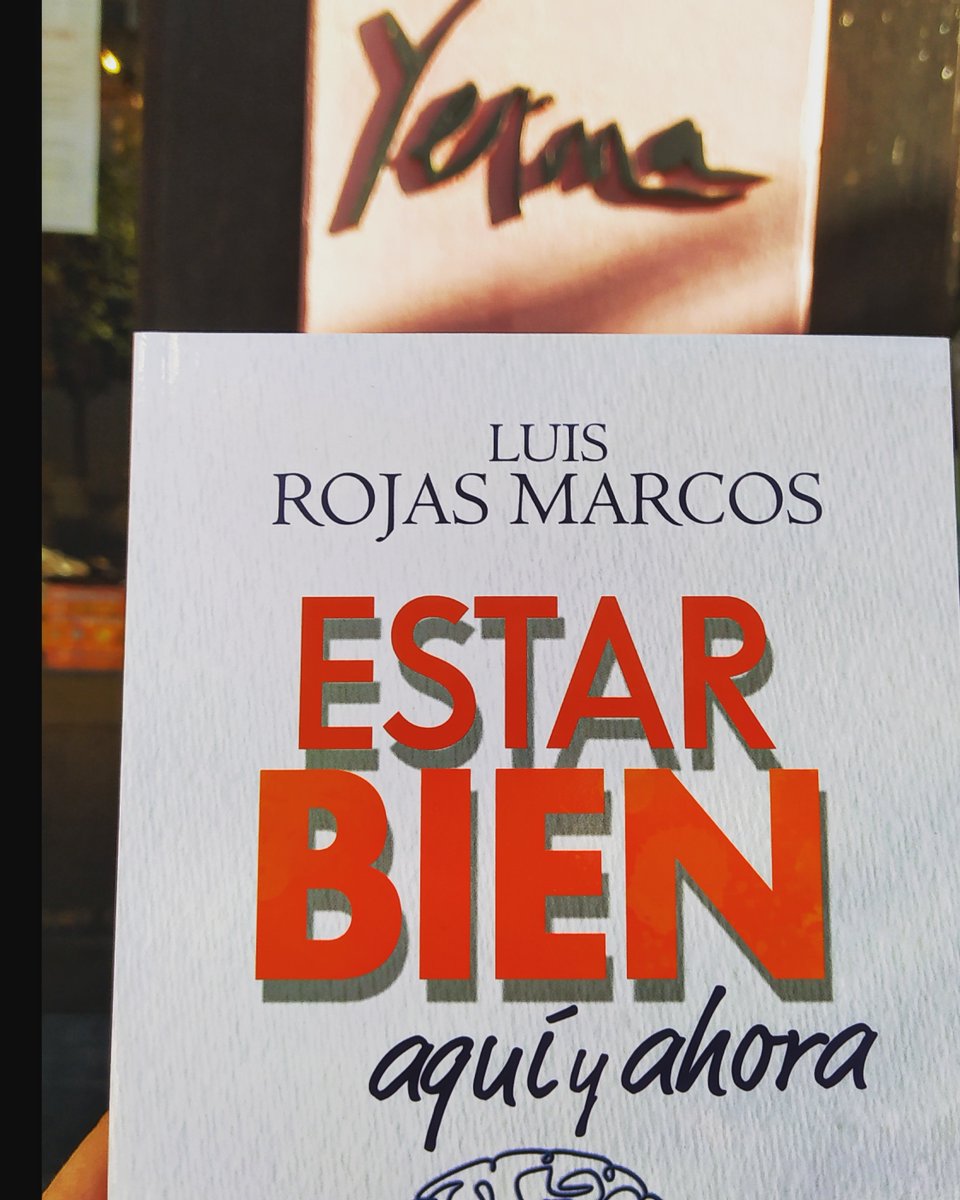 Yerma
LUIS
ROJAS MARCOS
ESTAR
BIEN
aquí y ahora